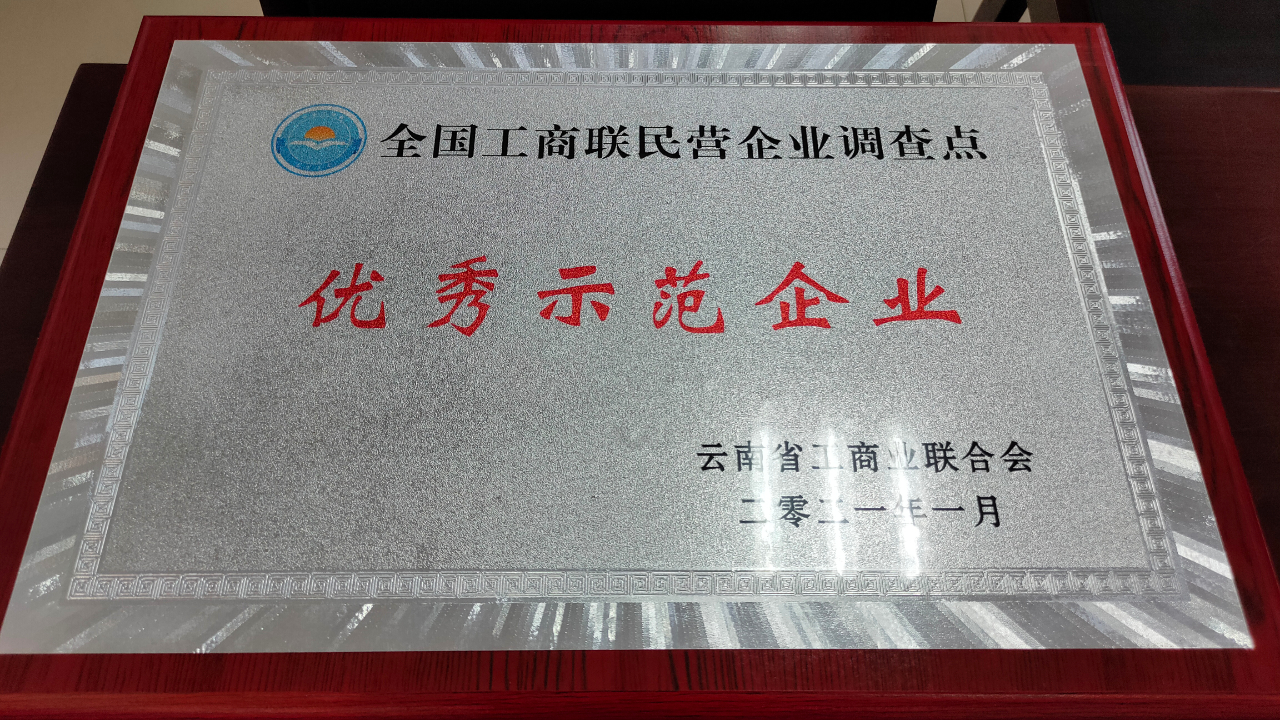 全国工商联民营企业调查点
优秀示范企业
云南省工商业联合会
二零二一年一月